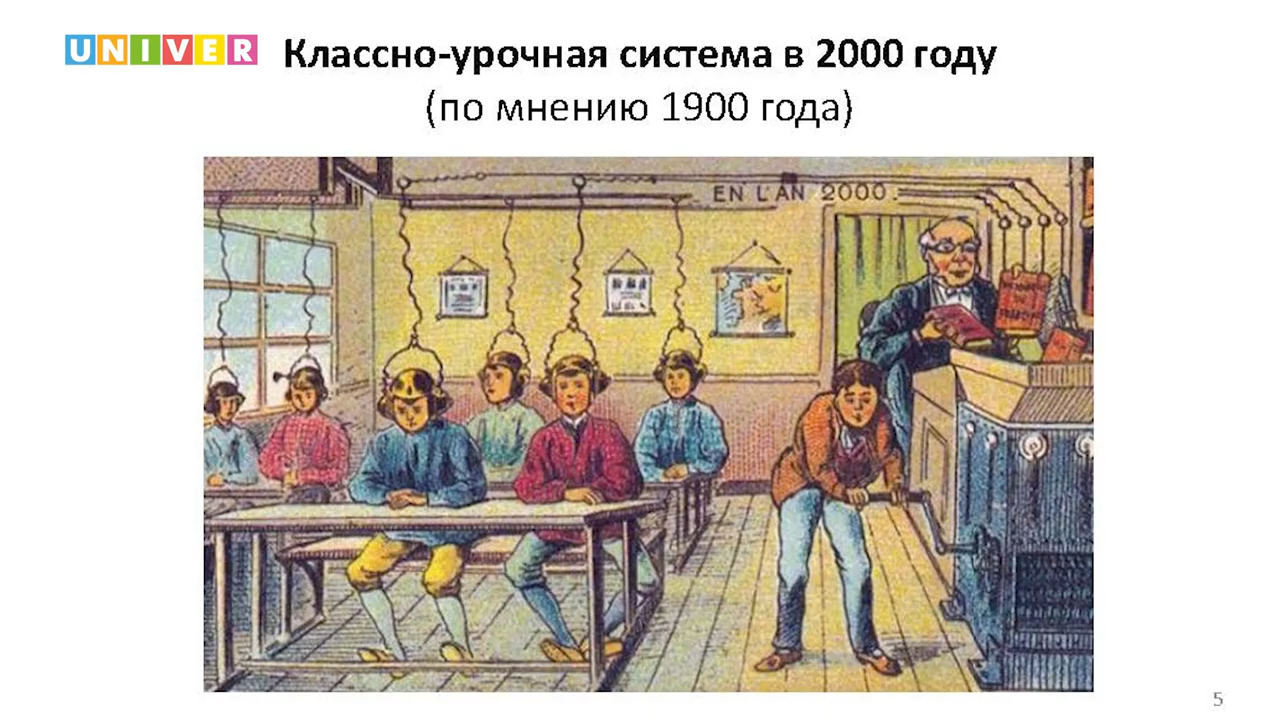 UNIVER
Классно-урочная система в 2000 году
(по мнению 1900 года)
EN L'AN 2000.
5